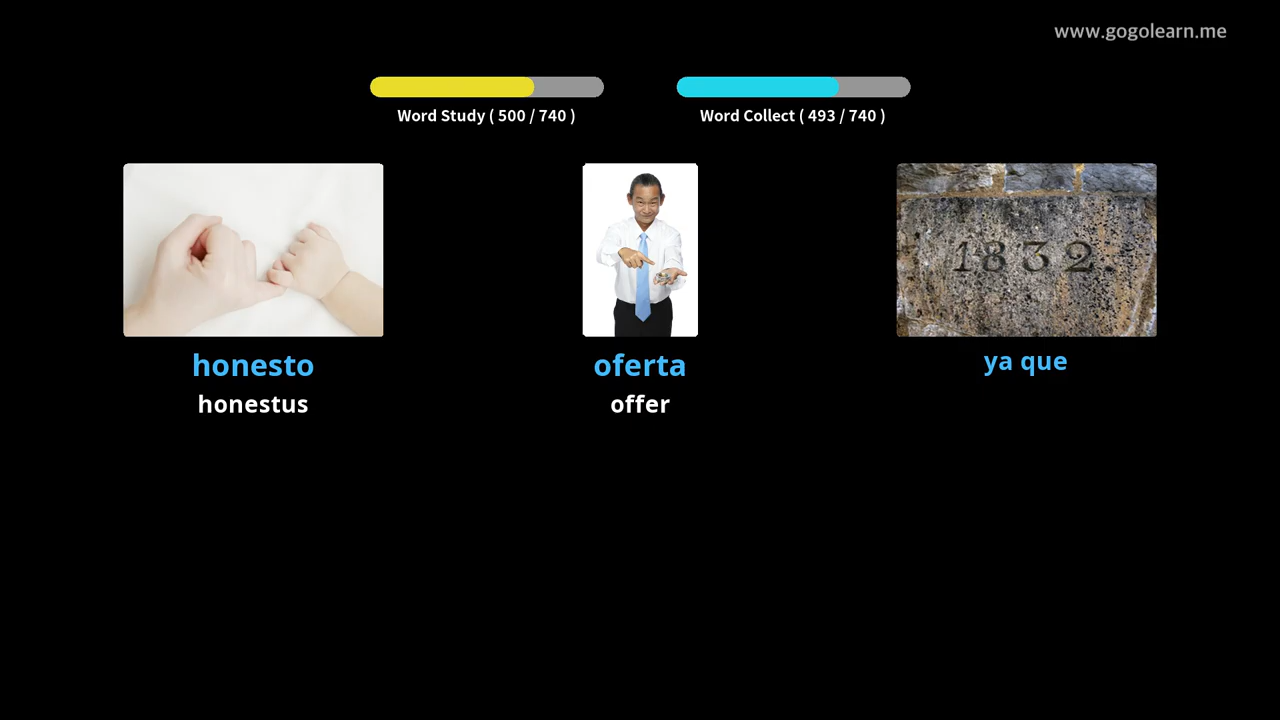 www.gogolearn.me
Word Study ( 500 / 740 )
Word Collect ( 493 / 740 )
1832.
honesto
oferta
ya que
honestus
offer